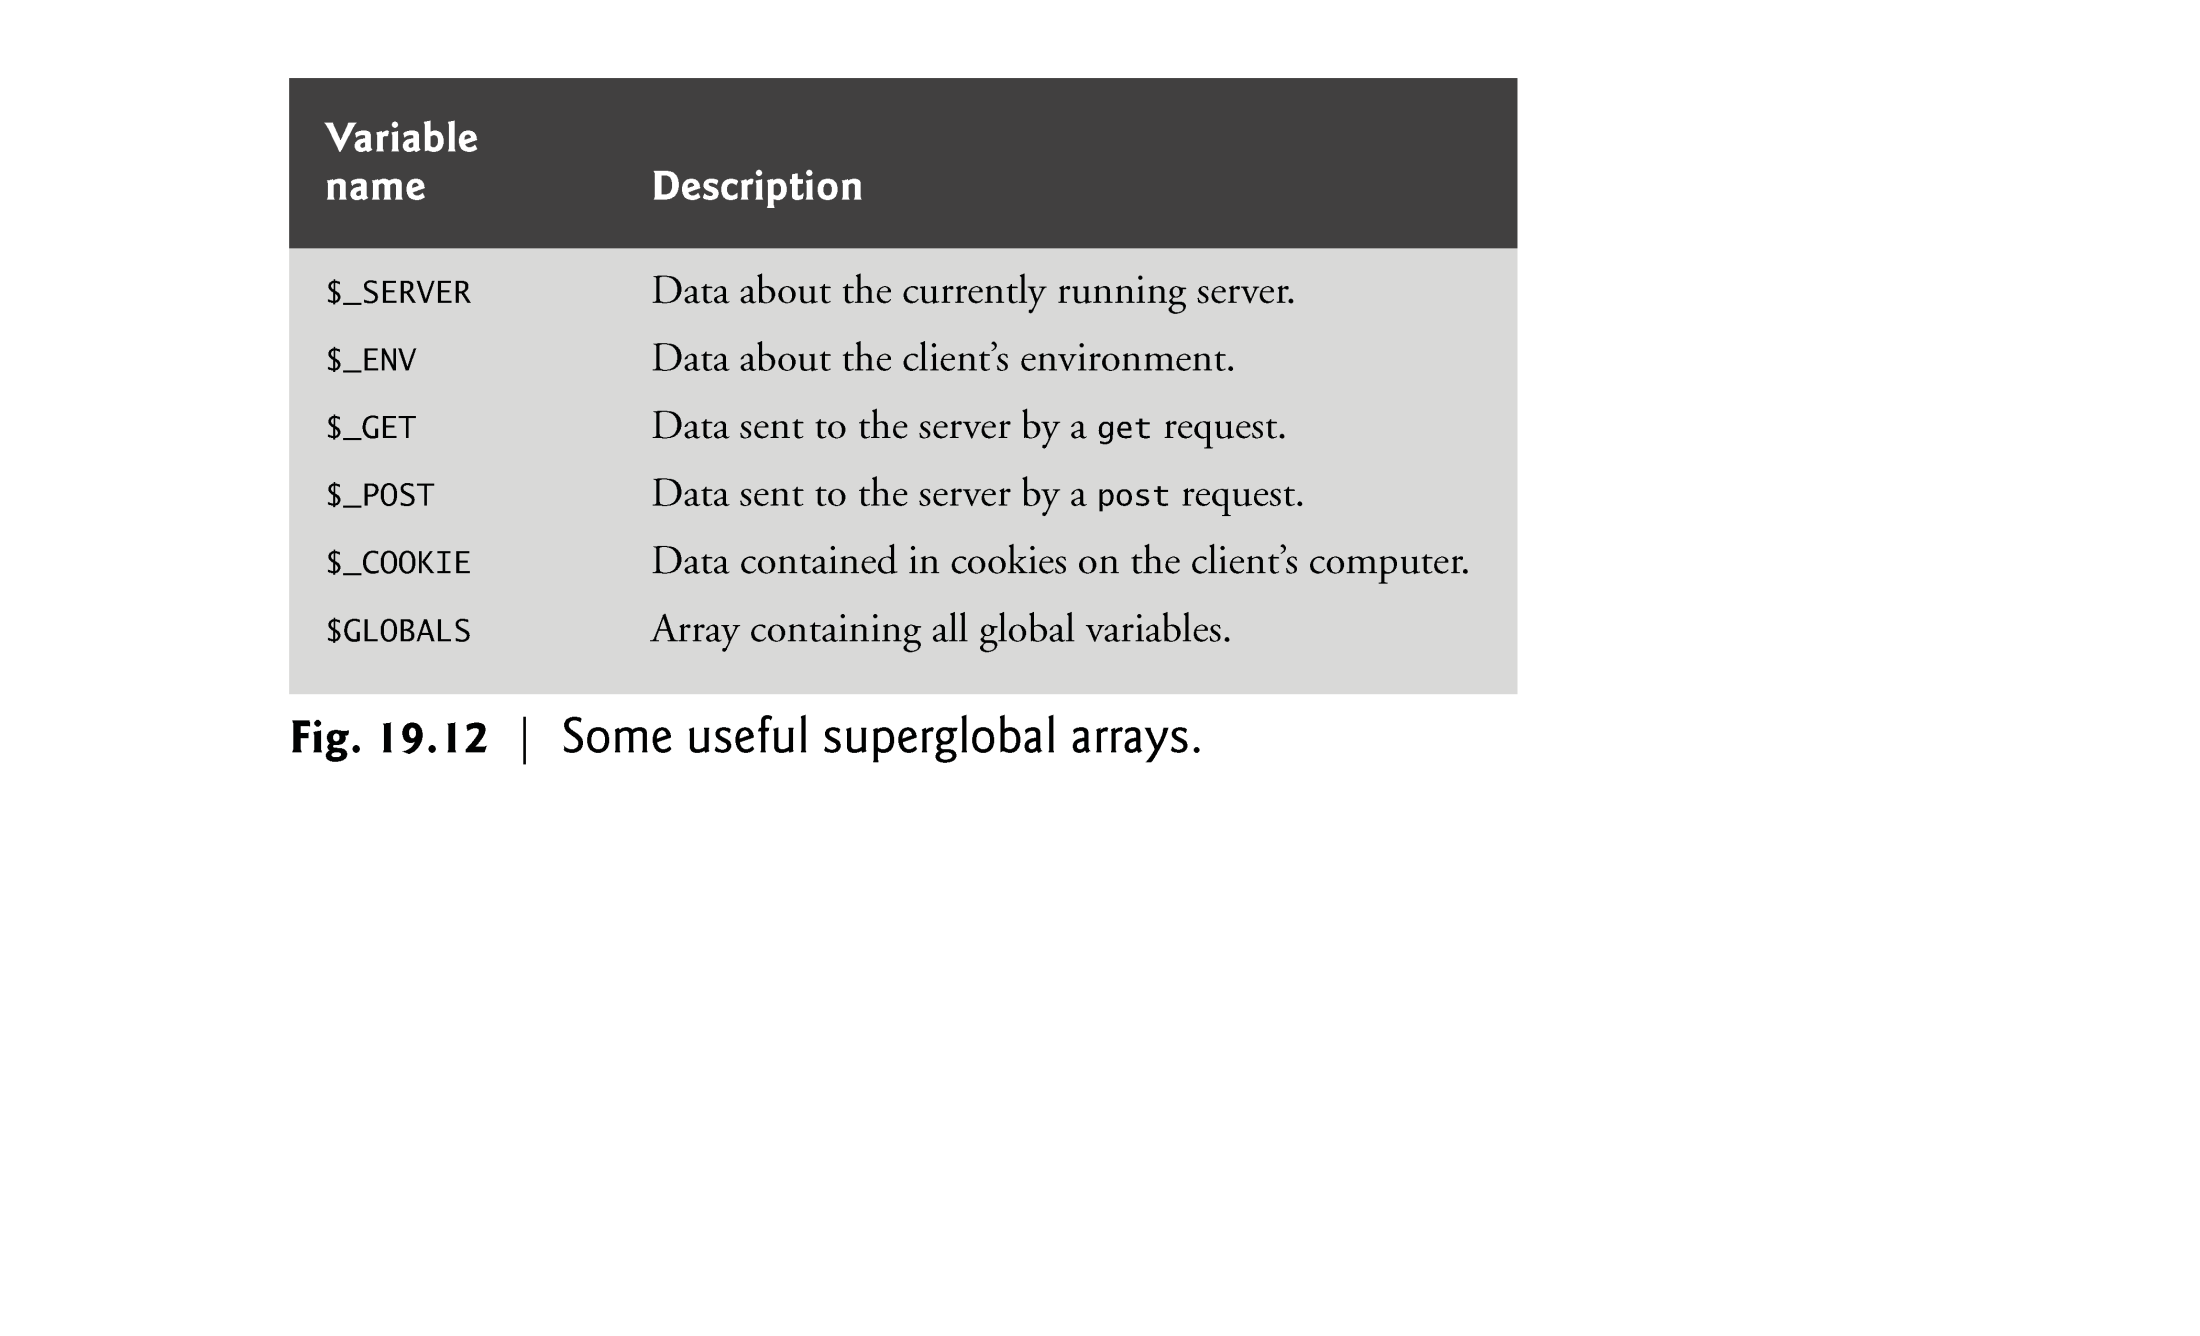 Variable
name Description
$_SERVER Data about the currently running server.
$_ENV Data about the client’s environment.
$_GET Data sent to the server by a get request.
$_POST Data sent to the server by a post request.
$_COOKIE Data contained in cookies on the client’s computer.
$GLOBALS Array containing all global variables.
Fig. 19.12 | Some useful superglobal arrays.